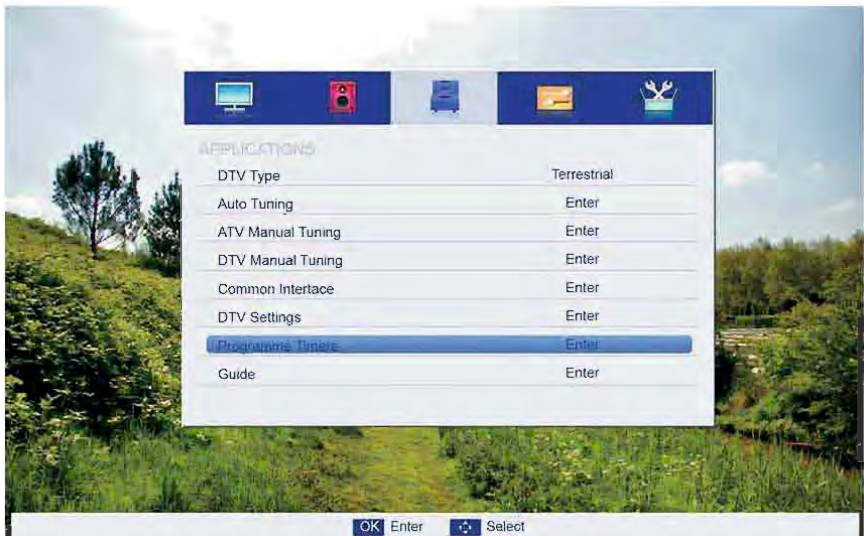 APPLICATIONS
DTV Type Terrestrial
Auto Tuning Enter
ATV Manual Tuning Enter
DTV Manual Tuning Enter
Common Interface Enter
DTV Settings Enter
Programme Timers Enter
Guide Enter
OK Enter Select